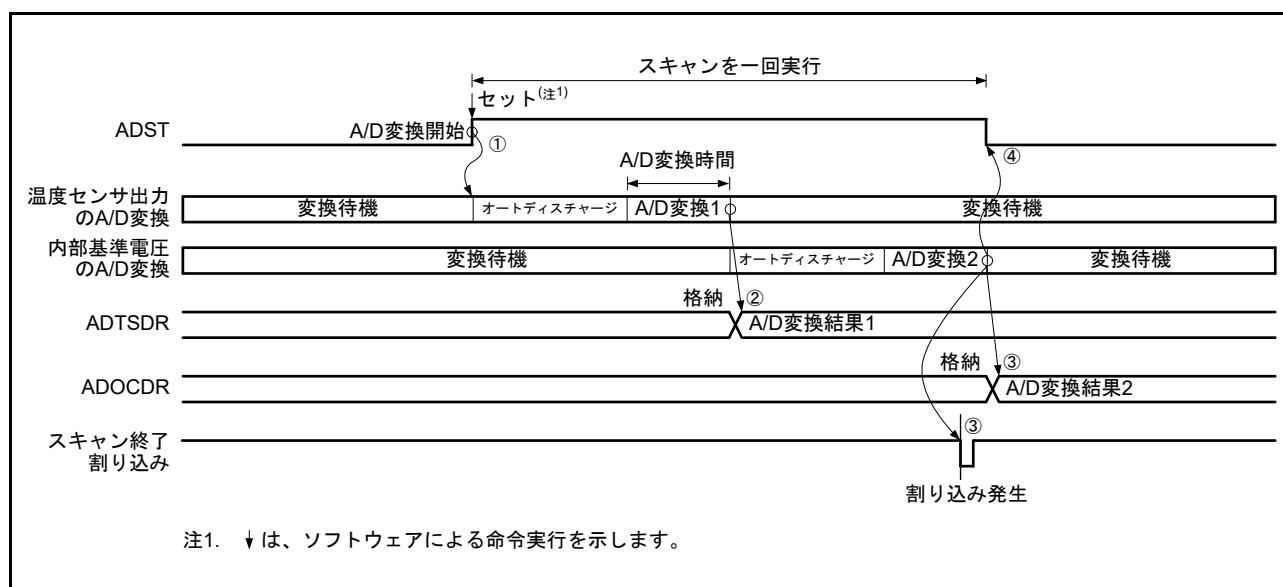 スキャンを一回実行
セット(注1)
ADST
A/D変換開始
①
④
A/D変換時間
温度センサ出力
のA/D変換
変換待機
オートディスチャージ
A/D変換1
変換待機
内部基準電圧
のA/D変換
変換待機
オートディスチャージ
A/D変換2
変換待機
格納
②
ADTSDR
A/D変換結果1
格納
③
ADOCDR
A/D変換結果2
スキャン終了
割り込み
③
割り込み発生
注1. ↓は、ソフトウェアによる命令実行を示します。